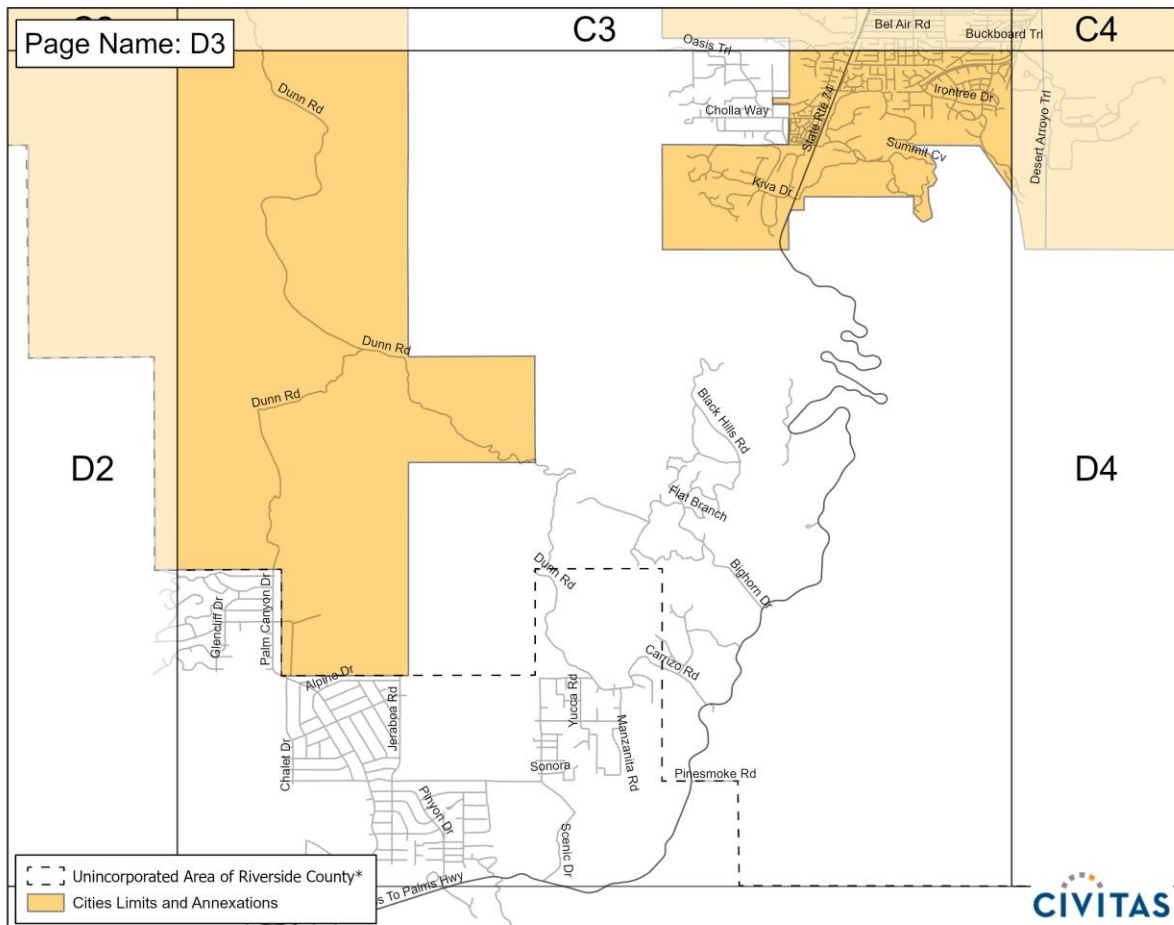 Page Name: D3
C3
C4
Bel Air Rd
Buckboard Trl
Oasis Trl
Dunn Rd
Irontree Dr
Cholla Way
State Rte 74
Desert Arroyo Trl
Summit Cv
Kiva Dr
Dunn Rd
Dunn Rd
Black Hills Rd
D2
D4
Flat Branch
Dunn Rd
Bighorn Dr
Glencliff Dr
Palm Canyon Dr
Carrizo Rd
Alpine Dr
Jeraboa Rd
Yucca Rd
Manzanita Rd
Chalet Dr
Sonora
Pinesmoke Rd
Pinyon Dr
Scenic Dr
Unincorporated Area of Riverside County*
Cities Limits and Annexations
To Palms Hwy
CIVITAS